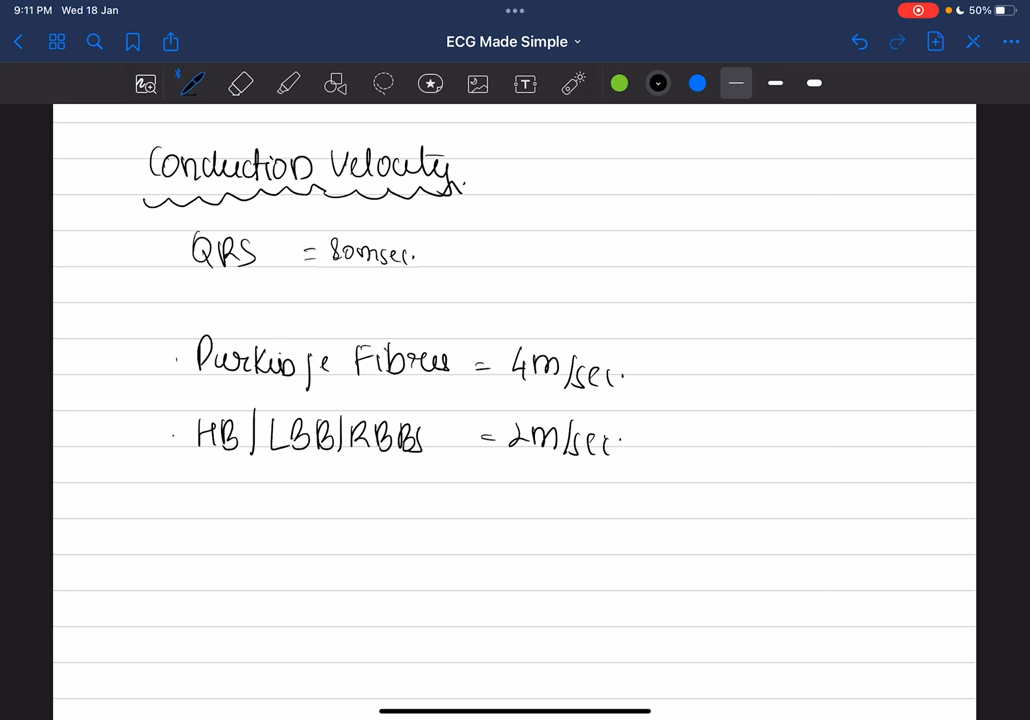 9:11 PM Wed 18 Jan
50%
ECG Made Simple
T
Conduction Velocity.
QRS = 80msec.
· Purkinje Fibres = 4m/sec.
· HB/LBB/RBBs = 2m/sec.